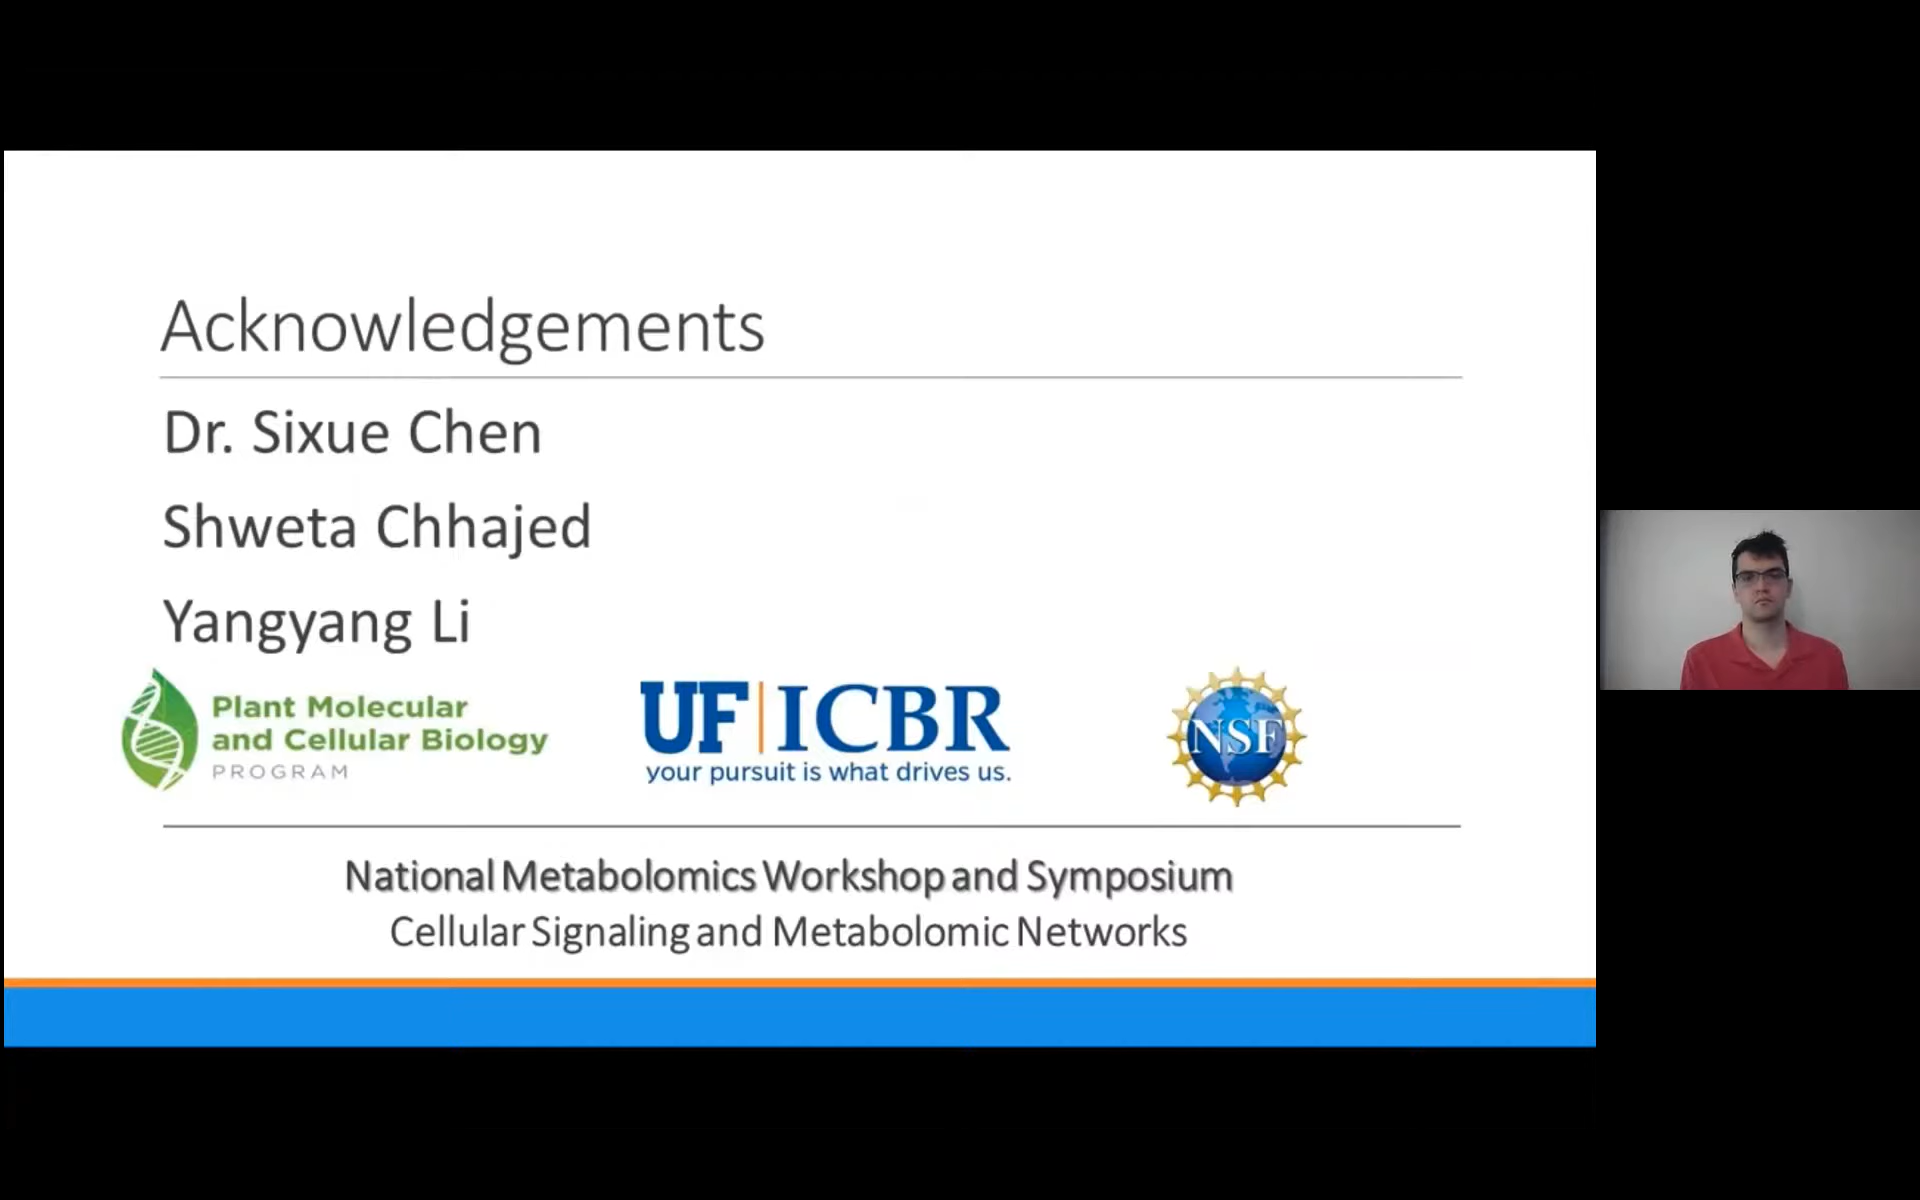 Acknowledgements
Dr. Sixue Chen
Shweta Chhajed
Yangyang Li
Plant Molecular
and Cellular Biology
PROGRAM
UF|ICBR
your pursuit is what drives us.
NSF
National Metabolomics Workshop and Symposium
Cellular Signaling and Metabolomic Networks